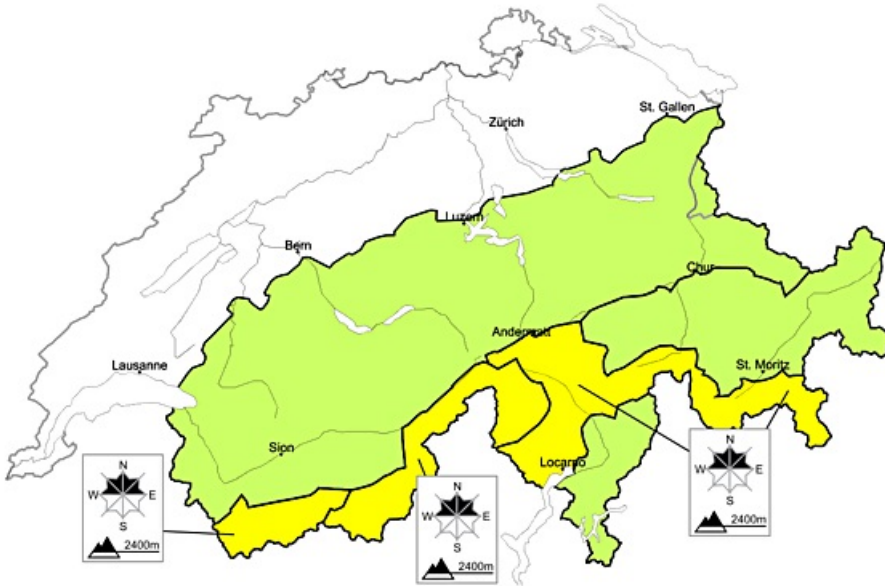 St. Gallen
Zürich
Luzern
Bern
Chur
Andermatt
Lausanne
St. Moritz
Sion
Locarno
N
W E
S
2400m
N
W E
S
2400m
N
W E
S
2400m